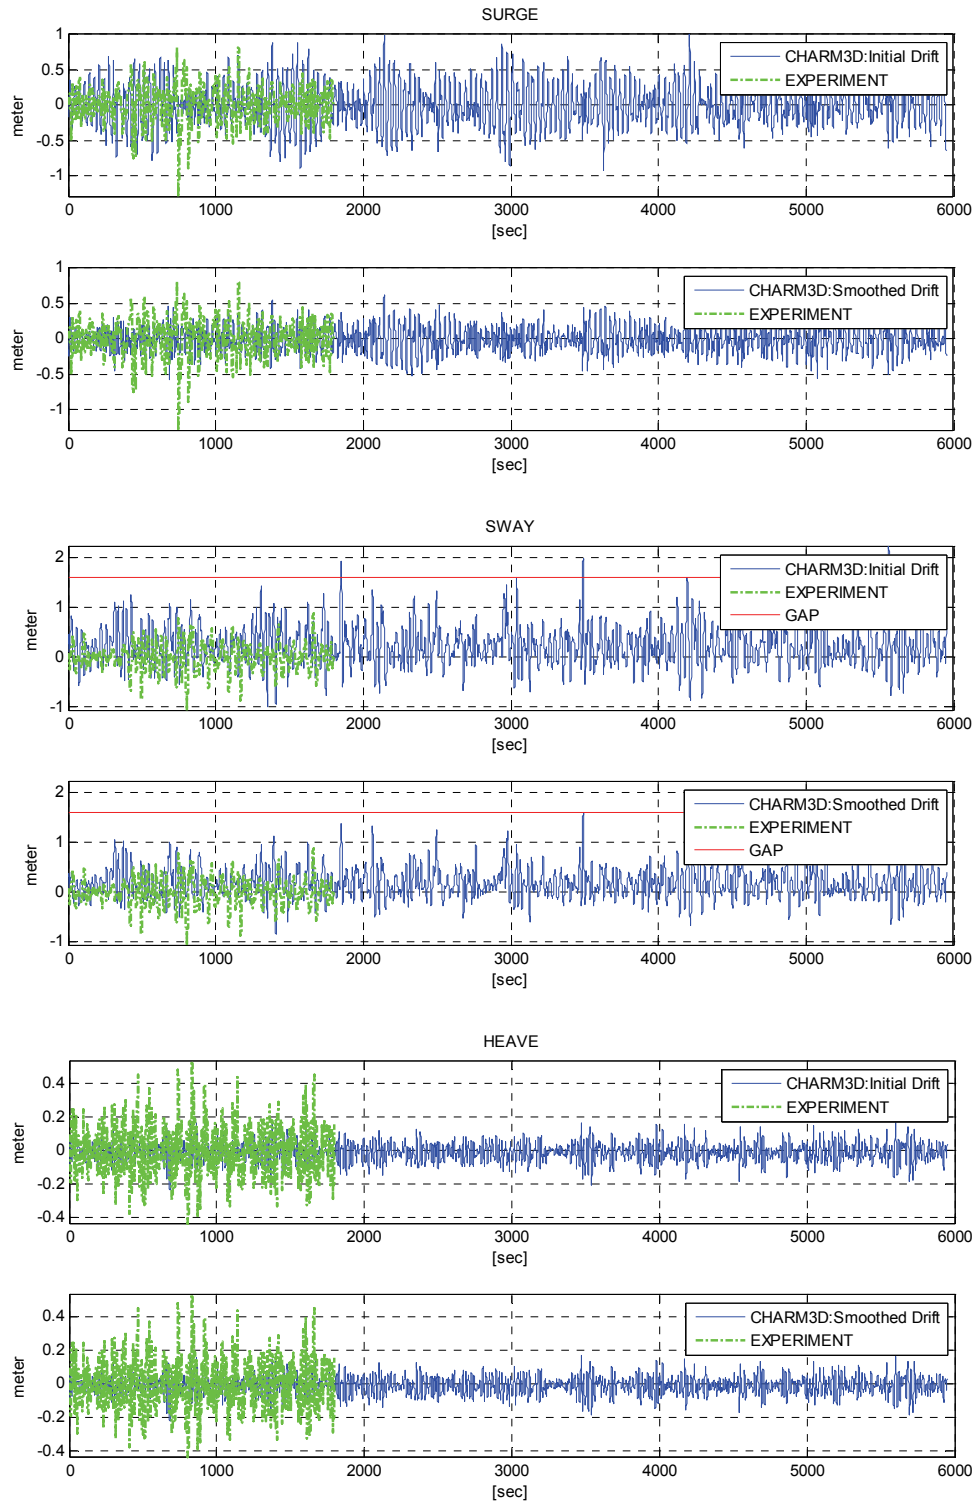 SURGE
1
0.5
0
-0.5
-1
meter
CHARM3D:Initial Drift
EXPERIMENT
0 1000 2000 3000 4000 5000 6000
[sec]
1
0.5
0
-0.5
-1
meter
CHARM3D:Smoothed Drift
EXPERIMENT
0 1000 2000 3000 4000 5000 6000
[sec]
SWAY
2
1
0
-1
meter
CHARM3D:Initial Drift
EXPERIMENT
GAP
0 1000 2000 3000 4000 5000 6000
[sec]
2
1
0
-1
meter
CHARM3D:Smoothed Drift
EXPERIMENT
GAP
0 1000 2000 3000 4000 5000 6000
[sec]
HEAVE
0.4
0.2
0
-0.2
-0.4
meter
CHARM3D:Initial Drift
EXPERIMENT
0 1000 2000 3000 4000 5000 6000
[sec]
0.4
0.2
0
-0.2
-0.4
meter
CHARM3D:Smoothed Drift
EXPERIMENT
0 1000 2000 3000 4000 5000 6000
[sec]